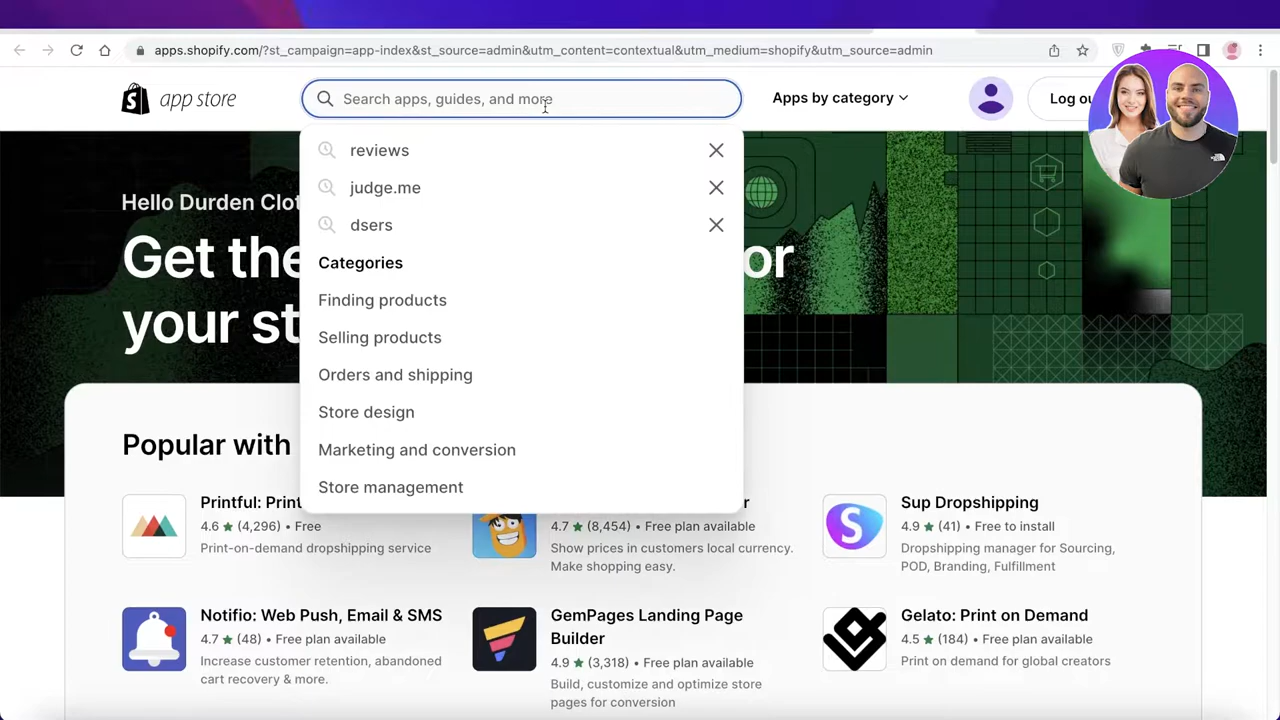 apps.shopify.com/?st_campaign=app-index&st_source=admin&utm_content=contextual&utm_medium=shopify&utm_source=admin
app store
Search apps, guides, and more
Apps by category
Log ou
reviews
judge.me
dsers
Categories
Finding products
Selling products
Orders and shipping
Store design
Marketing and conversion
Store management
Hello Durden Clot
Get the
or
your st
Popular with
Printful: Print
4.6 ★ (4,296) • Free
Print-on-demand dropshipping service
r
4.7 ★ (8,454) • Free plan available
Show prices in customers local currency.
Make shopping easy.
Sup Dropshipping
4.9 ★ (41) • Free to install
Dropshipping manager for Sourcing,
POD, Branding, Fulfillment
Notifio: Web Push, Email & SMS
4.7 ★ (48) • Free plan available
Increase customer retention, abandoned
cart recovery & more.
GemPages Landing Page
Builder
4.9 ★ (3,318) • Free plan available
Build, customize and optimize store
pages for conversion
Gelato: Print on Demand
4.5 ★ (184) • Free plan available
Print on demand for global creators